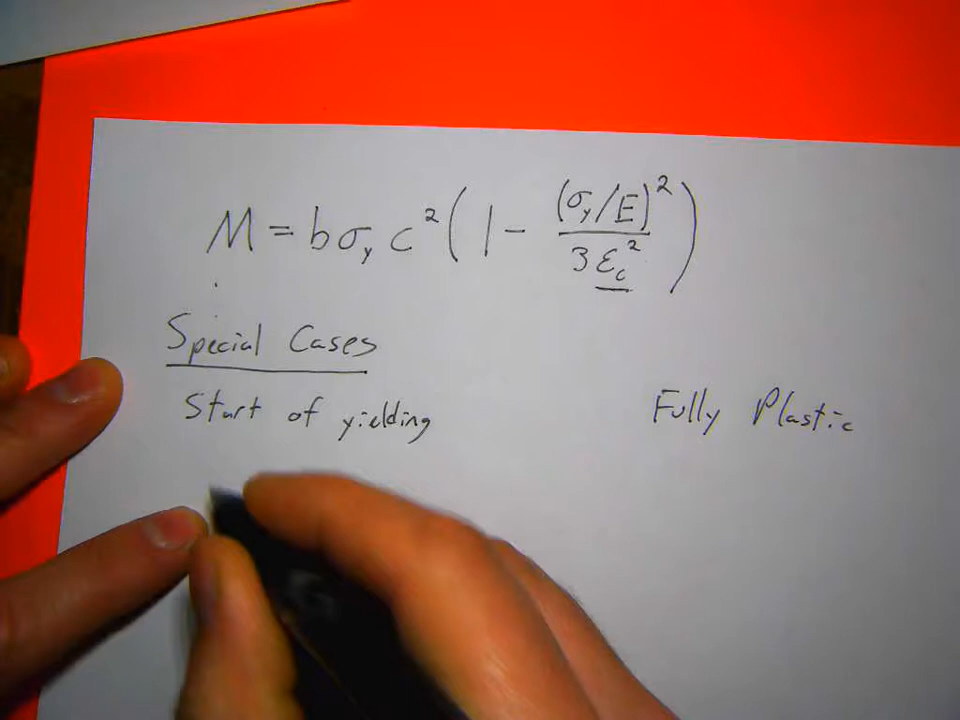 M = bσ_y c²(1 - (σ_y/E)² / 3ε_c²)
Special Cases
Start of yielding
Fully Plastic